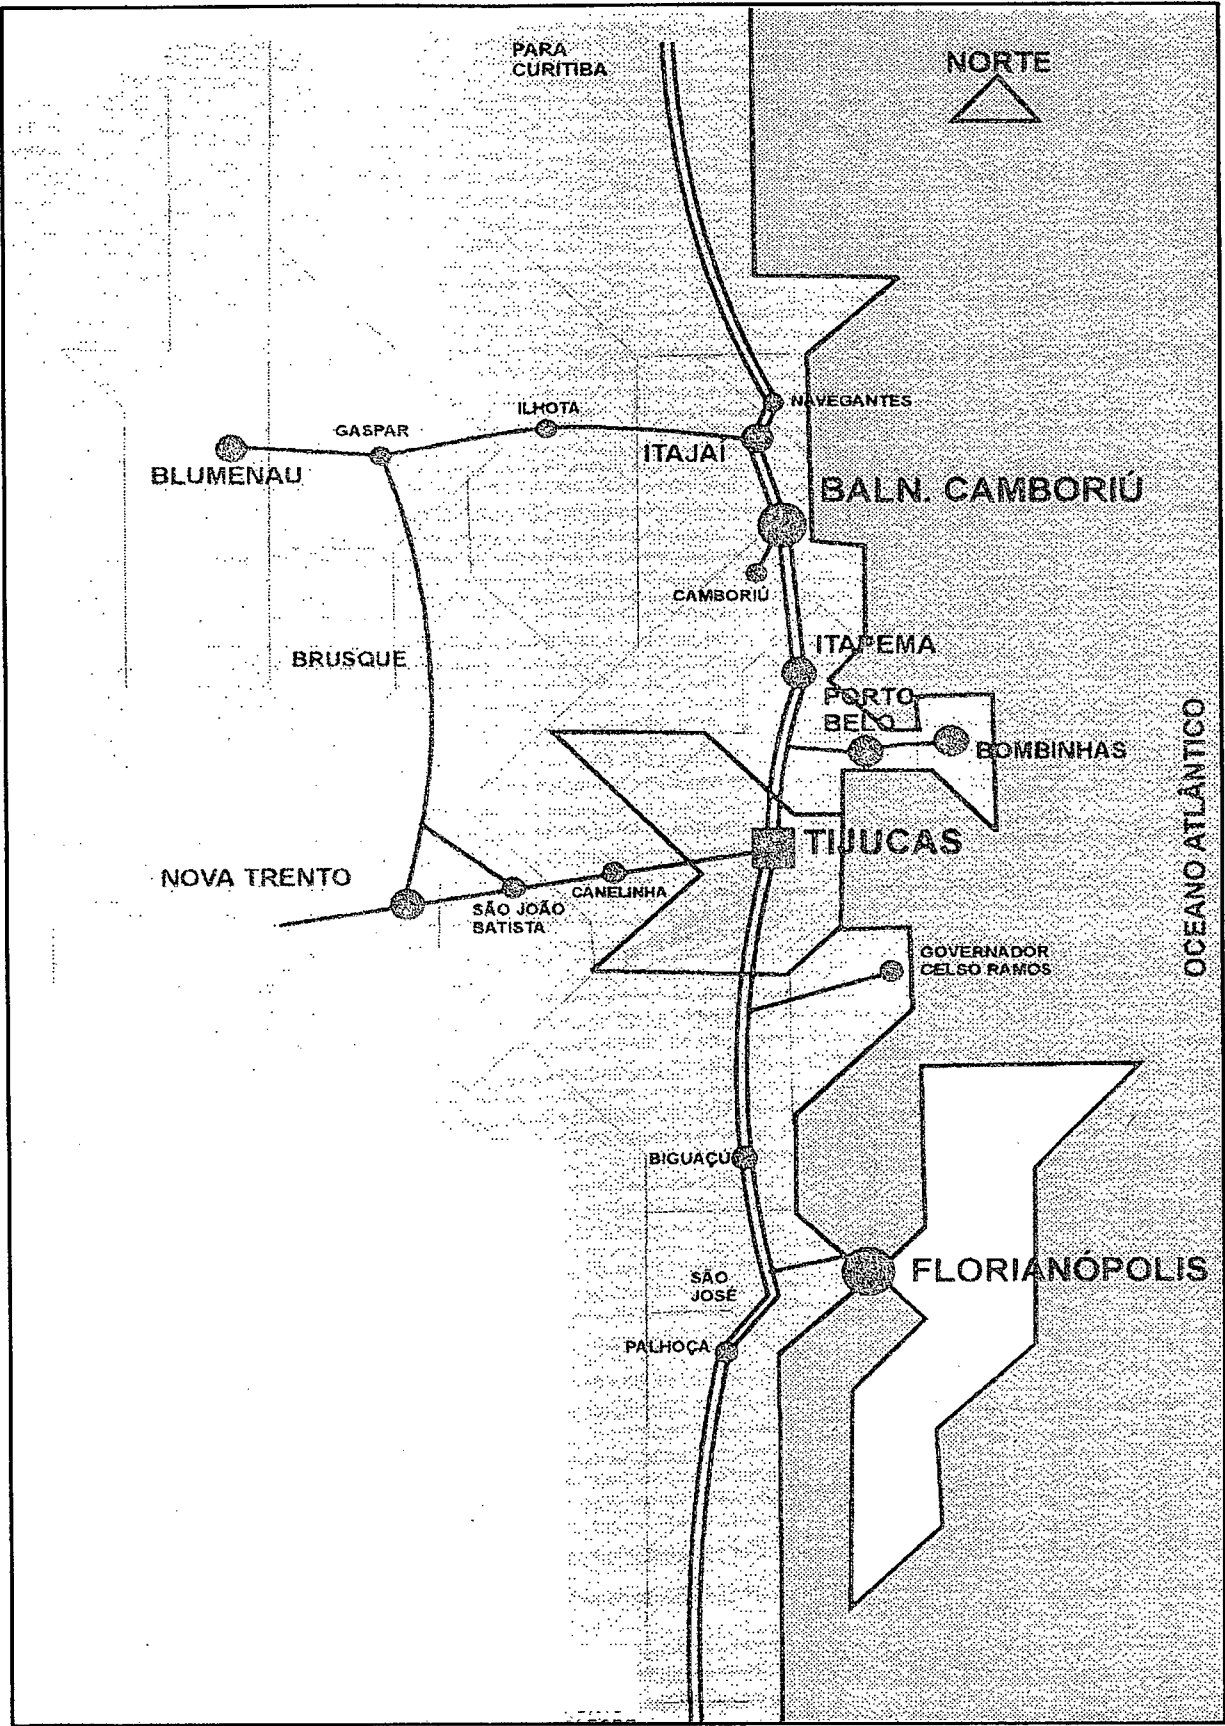 PARA
CURITIBA
NORTE
NAVEGANTES
ILHOTA
GASPAR
ITAJAÍ
BLUMENAU
BALN. CAMBORIÚ
CAMBORIÚ
ITAPEMA
BRUSQUE
PORTO
BELO
BOMBINHAS
OCEANO ATLÂNTICO
TIJUCAS
NOVA TRENTO
CANELINHA
SÃO JOÃO
BATISTA
GOVERNADOR
CELSO RAMOS
BIGUAÇÚ
FLORIANÓPOLIS
SÃO
JOSÉ
PALHOÇA